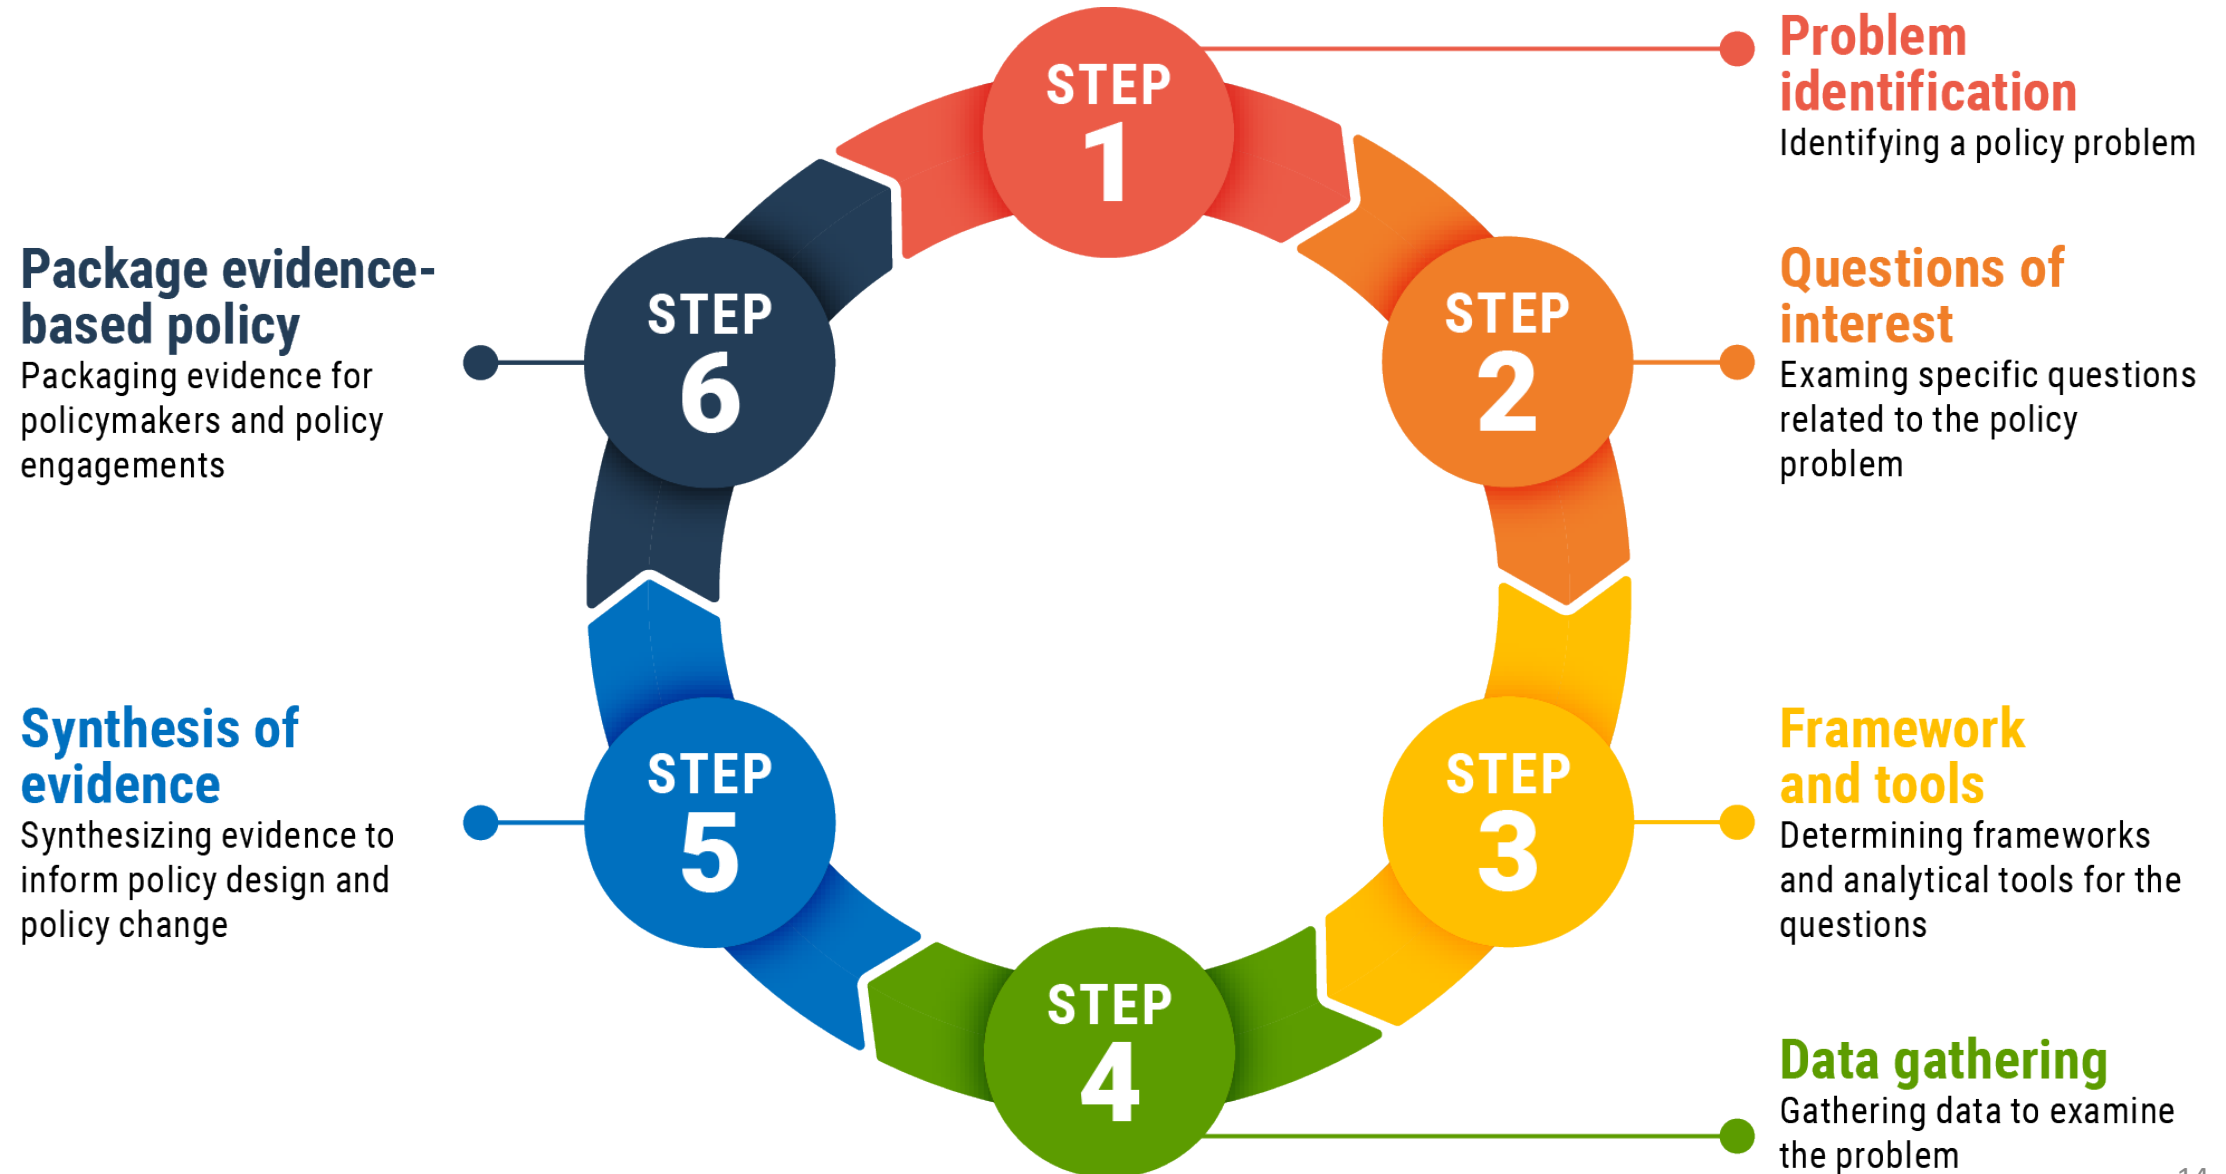 STEP
1
Problem
identification
Identifying a policy problem
STEP
2
Questions of
interest
Examing specific questions
related to the policy
problem
STEP
3
Framework
and tools
Determining frameworks
and analytical tools for the
questions
STEP
4
Data gathering
Gathering data to examine
the problem
STEP
5
Synthesis of
evidence
Synthesizing evidence to
inform policy design and
policy change
STEP
6
Package evidence-
based policy
Packaging evidence for
policymakers and policy
engagements